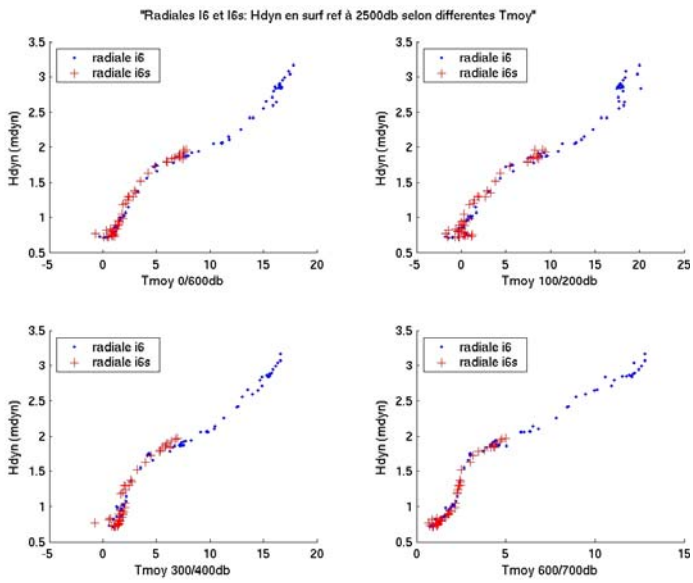 "Radiales I6 et I6s: Hdyn en surf ref à 2500db selon differentes Tmoy"
3.5
3
2.5
2
1.5
1
0.5
Hdyn (mdyn)
radiale i6
radiale i6s
-5 0 5 10 15 20
Tmoy 0/600db
3.5
3
2.5
2
1.5
1
0.5
Hdyn (mdyn)
radiale i6
radiale i6s
-5 0 5 10 15 20 25
Tmoy 100/200db
3.5
3
2.5
2
1.5
1
0.5
Hdyn (mdyn)
radiale i6
radiale i6s
-5 0 5 10 15 20
Tmoy 300/400db
3.5
3
2.5
2
1.5
1
0.5
Hdyn (mdyn)
radiale i6
radiale i6s
0 5 10 15
Tmoy 600/700db